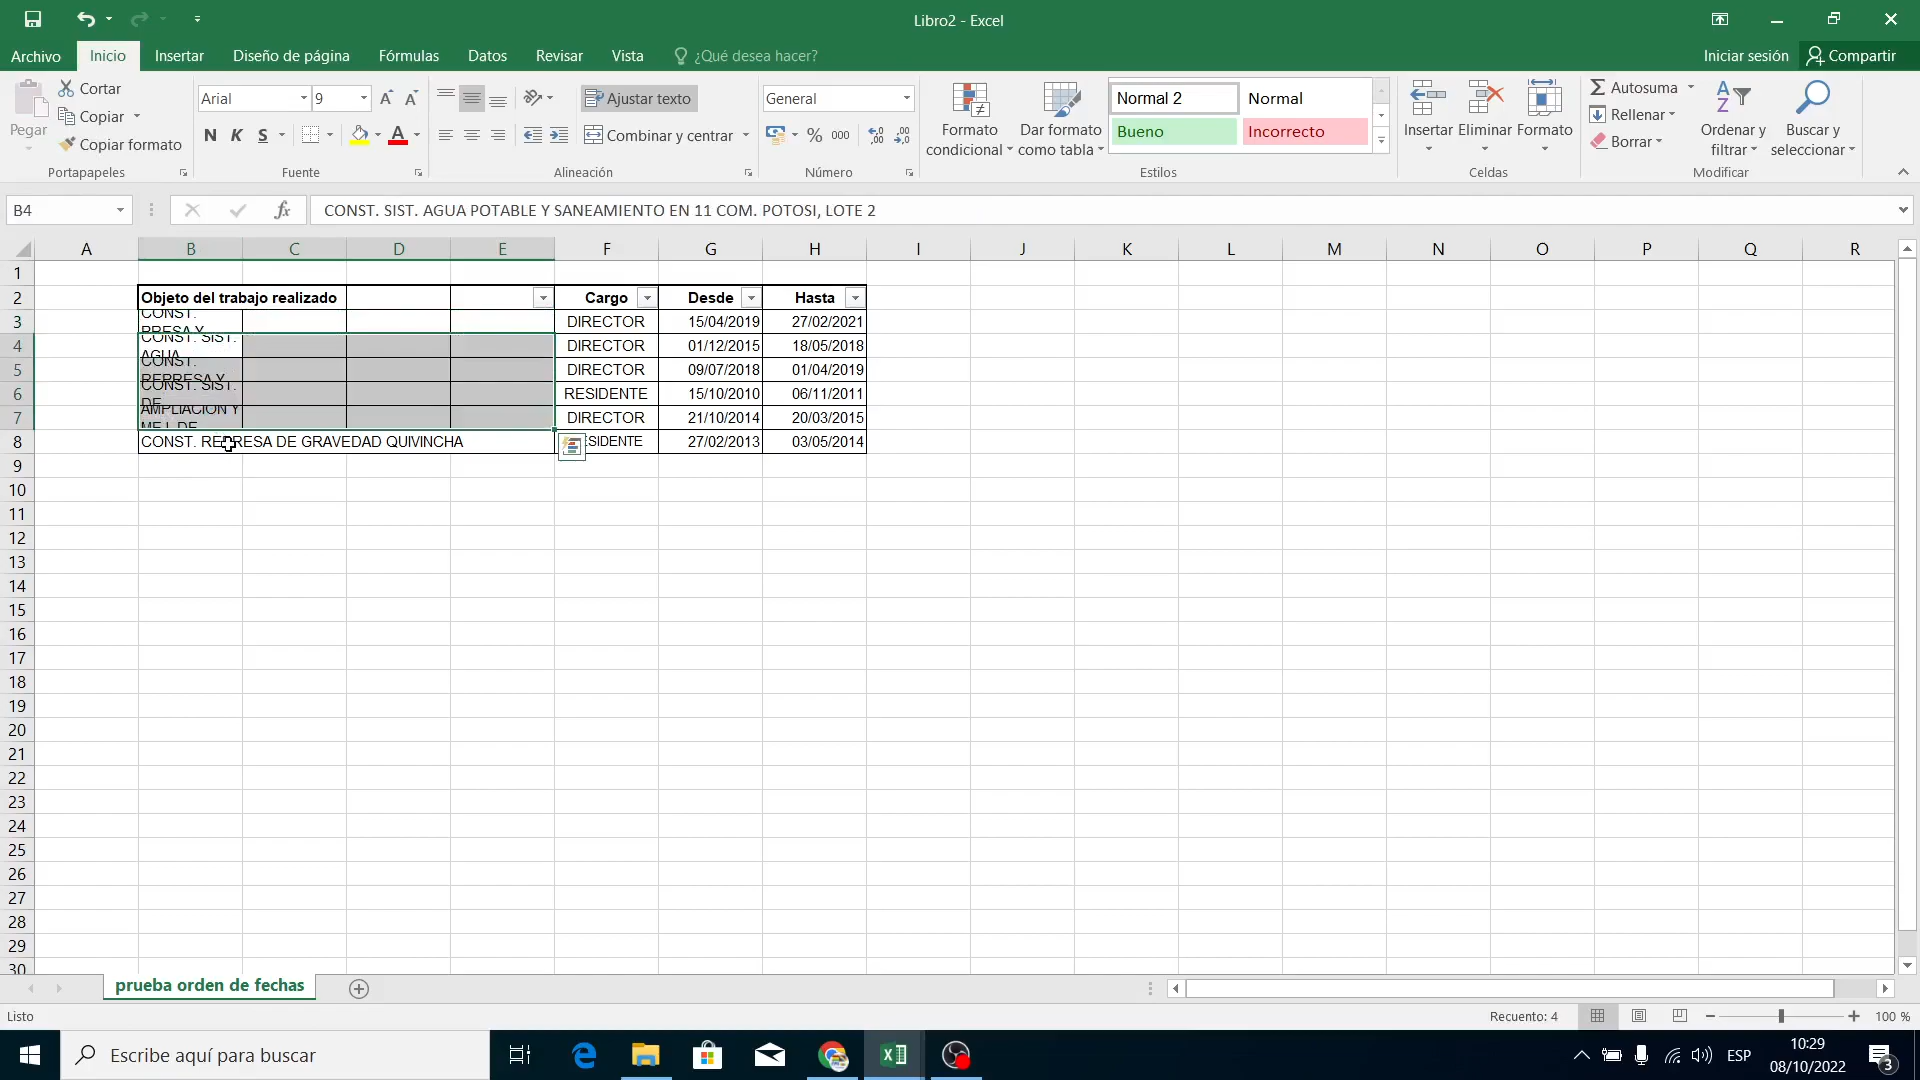 Libro2 - Excel
Archivo Inicio Insertar Diseño de página Fórmulas Datos Revisar Vista ¿Qué desea hacer? Iniciar sesión Compartir
Pegar
Cortar
Copiar
Copiar formato
Portapapeles
Arial 9
N K S
Fuente
Ajustar texto
Combinar y centrar
Alineación
General
% 000
Número
Formato condicional
Dar formato como tabla
Normal 2 Normal
Bueno Incorrecto
Estilos
Insertar Eliminar Formato
Celdas
Autosuma
Rellenar
Borrar
Ordenar y filtrar
Buscar y seleccionar
Modificar
B4 fx CONST. SIST. AGUA POTABLE Y SANEAMIENTO EN 11 COM. POTOSI, LOTE 2
A B C D E F G H I J K L M N O P Q R
1
2 Objeto del trabajo realizado Cargo Desde Hasta
3 CONST. PRESA Y DIRECTOR 15/04/2019 27/02/2021
4 CONST. SIST. AGUA DIRECTOR 01/12/2015 18/05/2018
5 CONST. REPRESA Y DIRECTOR 09/07/2018 01/04/2019
6 CONST. SIST. DE RESIDENTE 15/10/2010 06/11/2011
7 AMPLIACION Y MEJ. DE DIRECTOR 21/10/2014 20/03/2015
8 CONST. REPRESA DE GRAVEDAD QUIVINCHA SIDENTE 27/02/2013 03/05/2014
9
10
11
12
13
14
15
16
17
18
19
20
21
22
23
24
25
26
27
28
29
30
prueba orden de fechas
Listo Recuento: 4 100 %
Escribe aquí para buscar ESP 10:29
08/10/2022 3